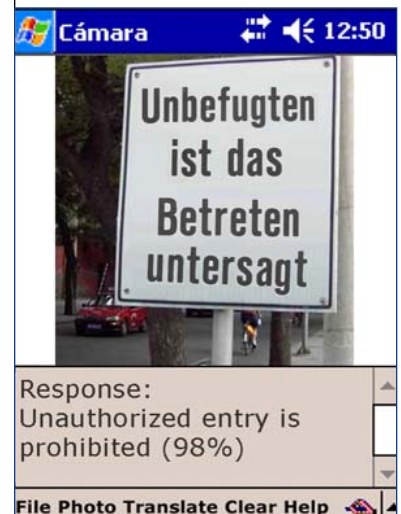 Cámara 12:50
Unbefugten
ist das
Betreten
untersagt
Response:
Unauthorized entry is
prohibited (98%)
File Photo Translate Clear Help